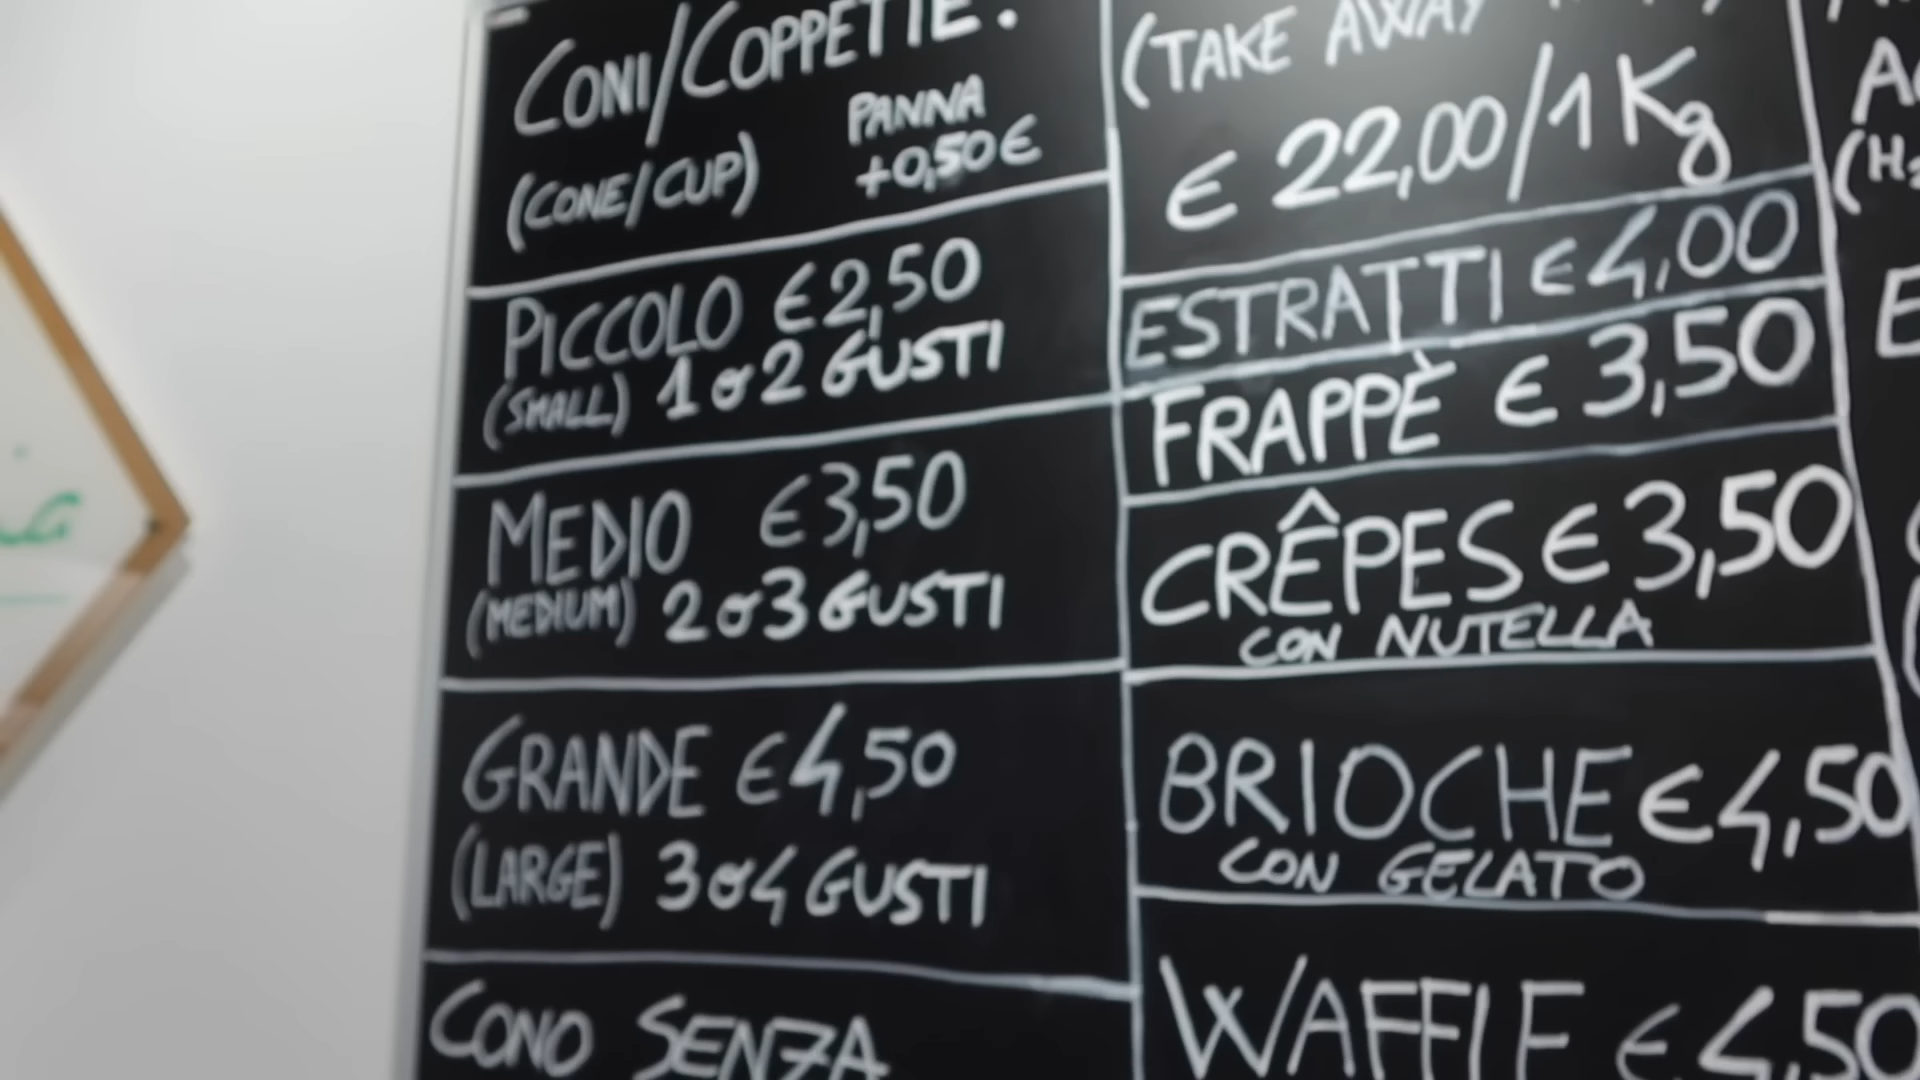 CONI/COPPETTE:
(CONE/CUP)
PANNA
+0,50€
PICCOLO €2,50
(SMALL) 1 o 2 GUSTI
MEDIO €3,50
(MEDIUM) 2 o 3 GUSTI
GRANDE €4,50
(LARGE) 3 o 4 GUSTI
CONO SENZA
(TAKE AWAY
€ 22,00/1Kg
ESTRATTI €4,00
FRAPPÈ €3,50
CRÊPES €3,50
CON NUTELLA
BRIOCHE €4,50
CON GELATO
WAFFLE €4,50